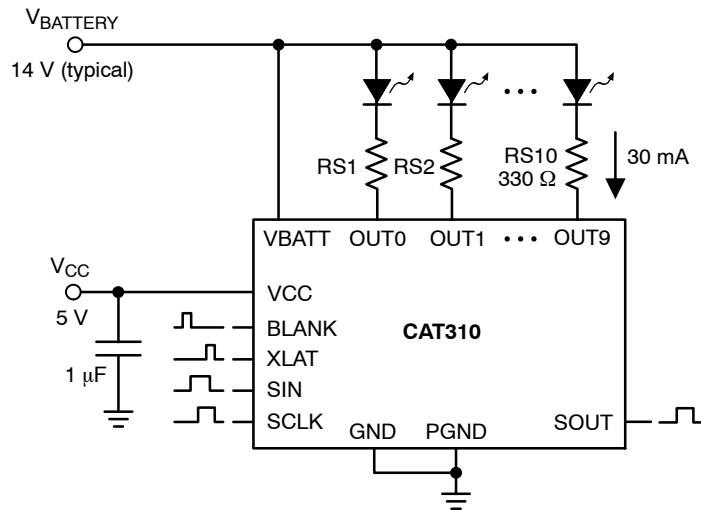 VBATTERY
14 V (typical)
RS1
RS2
RS10
330 Ω
30 mA
VBATT OUT0 OUT1 • • • OUT9
VCC
5 V
1 μF
VCC
BLANK
XLAT
SIN
SCLK
CAT310
GND PGND
SOUT